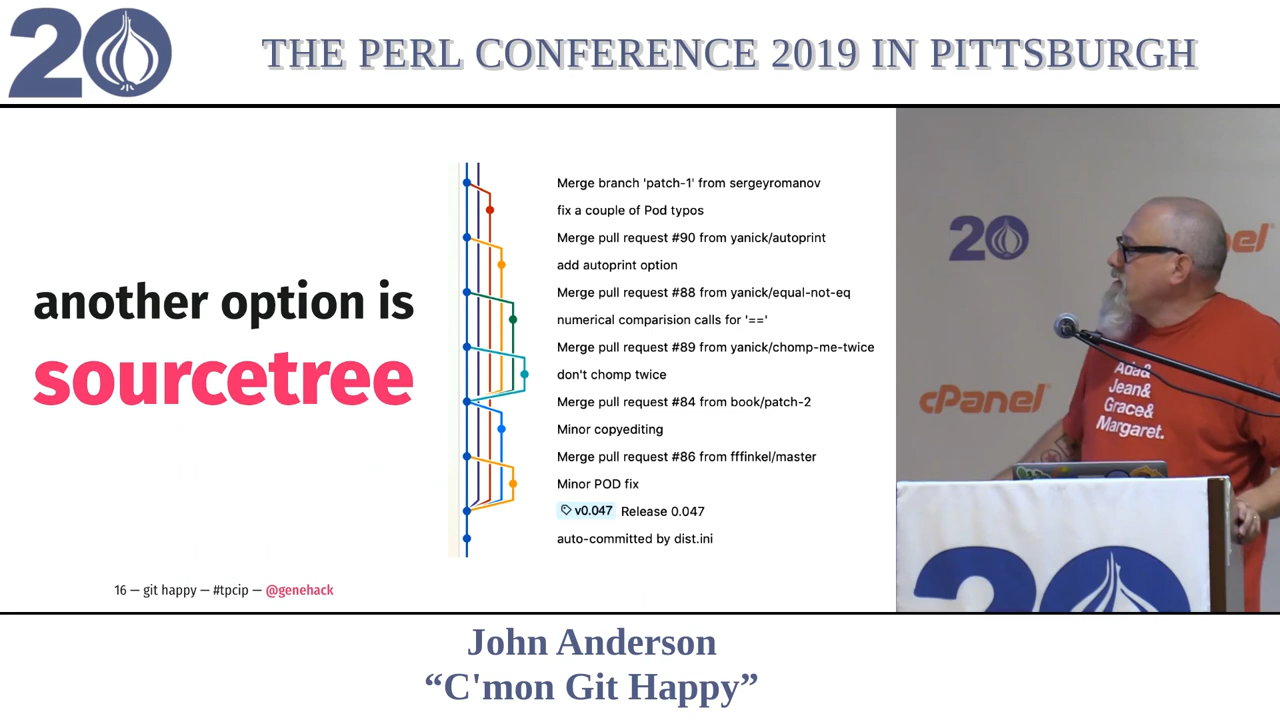 20
THE PERL CONFERENCE 2019 IN PITTSBURGH
another option is
sourcetree
Merge branch 'patch-1' from sergeyromanov
fix a couple of Pod typos
Merge pull request #90 from yanick/autoprint
add autoprint option
Merge pull request #88 from yanick/equal-not-eq
numerical comparision calls for '=='
Merge pull request #89 from yanick/chomp-me-twice
don't chomp twice
Merge pull request #84 from book/patch-2
Minor copyediting
Merge pull request #86 from fffinkel/master
Minor POD fix
v0.047 Release 0.047
auto-committed by dist.ini
16 — git happy — #tpcip — @genehack
20
cPanel
el
Ada&
Jean&
Grace&
Margaret.
20
John Anderson
“C'mon Git Happy”